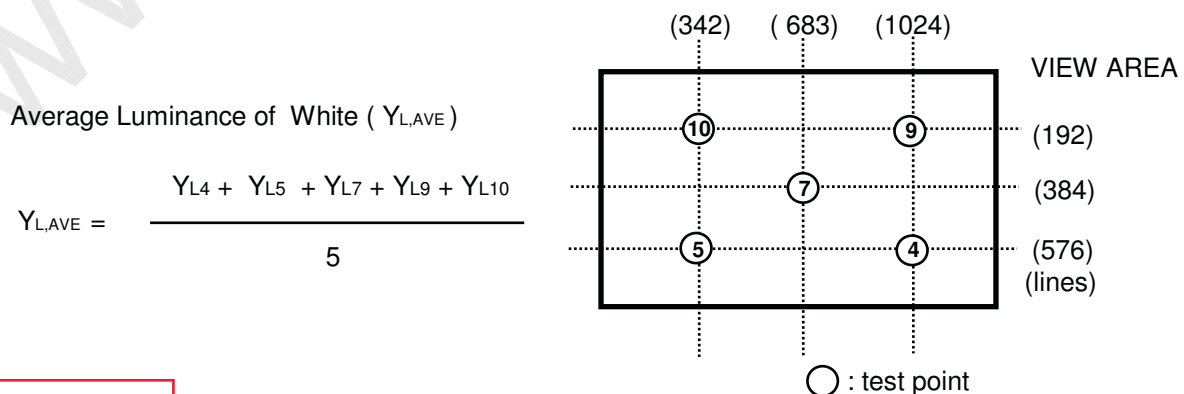 (342) ( 683) (1024)
VIEW AREA
Average Luminance of White ( YL,AVE )
10 9 (192)
YL4 + YL5 + YL7 + YL9 + YL10
7 (384)
YL,AVE =
5
5 4 (576)
(lines)
: test point